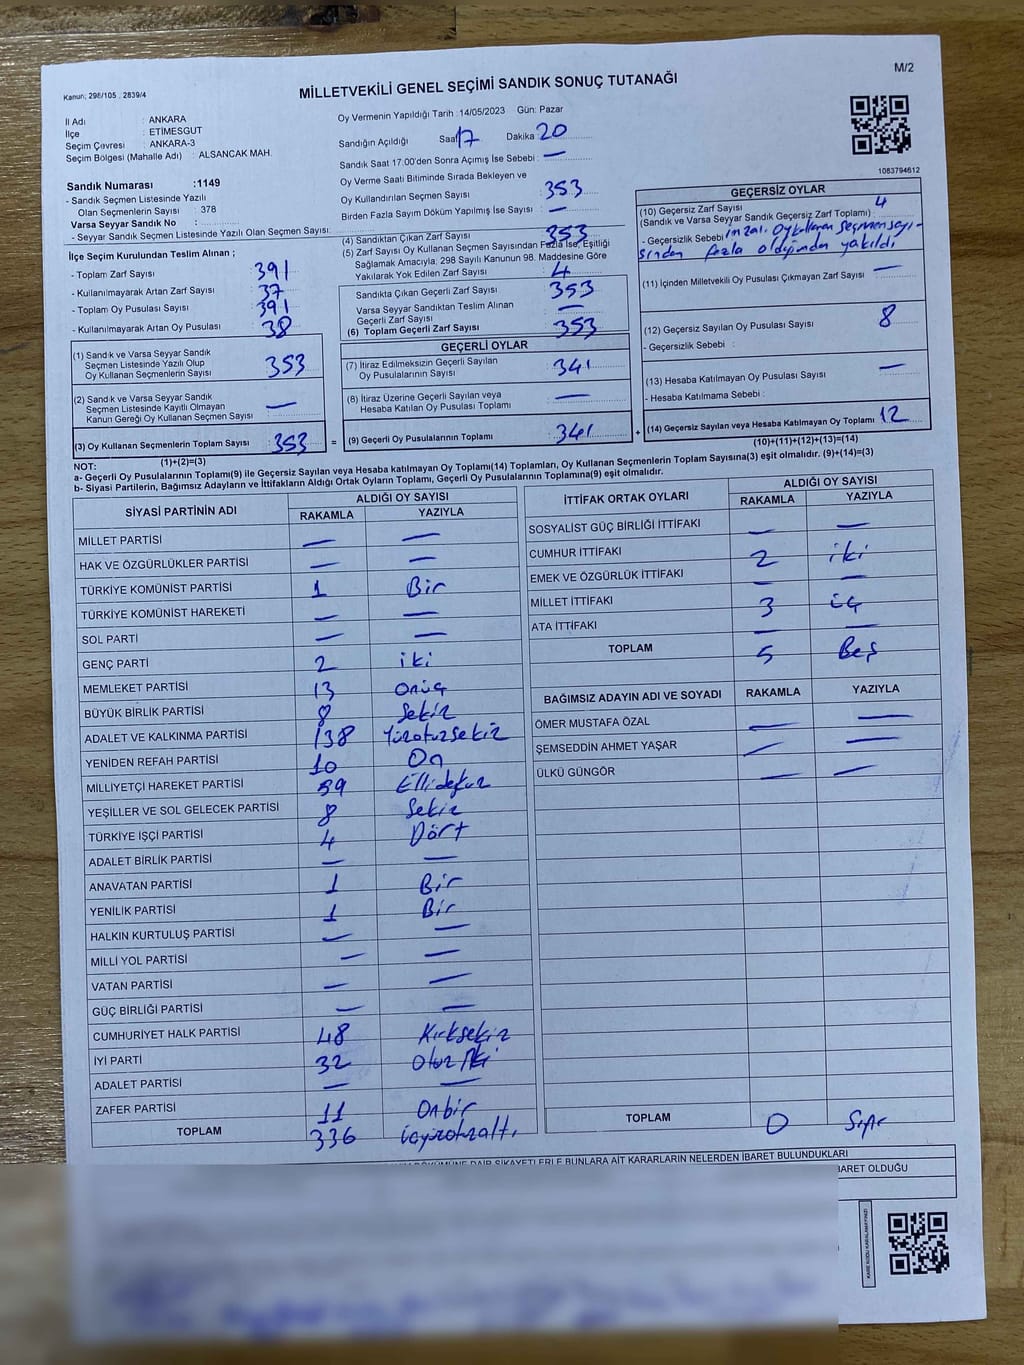 M/2
Kanun; 298/105 . 2839/4
MİLLETVEKİLİ GENEL SEÇİMİ SANDIK SONUÇ TUTANAĞI
İl Adı : ANKARA
İlçe : ETİMESGUT
Seçim Çevresi : ANKARA-3
Seçim Bölgesi (Mahalle Adı) : ALSANCAK MAH.
Sandık Numarası :1149
- Sandık Seçmen Listesinde Yazılı
Olan Seçmenlerin Sayısı : 378
Varsa Seyyar Sandık No :
- Seyyar Sandık Seçmen Listesinde Yazılı Olan Seçmen Sayısı:
Oy Vermenin Yapıldığı Tarih : 14/05/2023 Gün: Pazar
Sandığın Açıldığı Saat 17 Dakika 20
Sandık Saat 17:00'den Sonra Açımış İse Sebebi : —
Oy Verme Saati Bitiminde Sırada Bekleyen ve
Oy Kullandırılan Seçmen Sayısı : 353
Birden Fazla Sayım Döküm Yapılmış İse Sayısı : —
1083794612
İlçe Seçim Kurulundan Teslim Alınan ;
- Toplam Zarf Sayısı : 391
- Kullanılmayarak Artan Zarf Sayısı : 37
- Toplam Oy Pusulası Sayısı : 391
- Kullanılmayarak Artan Oy Pusulası : 38
(4) Sandıktan Çıkan Zarf Sayısı : 353
(5) Zarf Sayısı Oy Kullanan Seçmen Sayısından Fazla İse, Eşitliği
Sağlamak Amacıyla, 298 Sayılı Kanunun 98. Maddesine Göre
Yakılarak Yok Edilen Zarf Sayısı : 4
Sandıkta Çıkan Geçerli Zarf Sayısı : 353
Varsa Seyyar Sandıktan Teslim Alınan
Geçerli Zarf Sayısı : —
(6) Toplam Geçerli Zarf Sayısı : 353
GEÇERSİZ OYLAR
(10) Geçersiz Zarf Sayısı
(Sandık ve Varsa Seyyar Sandık Geçersiz Zarf Toplamı) : 4
- Geçersizlik Sebebi : Oy kullanan seçmen sayı-
sından fazla olduğundan yakıldı
(11) İçinden Milletvekili Oy Pusulası Çıkmayan Zarf Sayısı : —
(12) Geçersiz Sayılan Oy Pusulası Sayısı : 8
- Geçersizlik Sebebi :
(13) Hesaba Katılmayan Oy Pusulası Sayısı : —
- Hesaba Katılmama Sebebi :
(14) Geçersiz Sayılan veya Hesaba Katılmayan Oy Toplamı : 12
(10)+(11)+(12)+(13)=(14)
(1) Sandık ve Varsa Seyyar Sandık
Seçmen Listesinde Yazılı Olup
Oy Kullanan Seçmenlerin Sayısı : 353
(2) Sandık ve Varsa Seyyar Sandık
Seçmen Listesinde Kayıtlı Olmayan
Kanun Gereği Oy Kullanan Seçmen Sayısı : —
(3) Oy Kullanan Seçmenlerin Toplam Sayısı : 353 =
(1)+(2)=(3)
GEÇERLİ OYLAR
(7) İtiraz Edilmeksizin Geçerli Sayılan
Oy Pusulalarının Sayısı : 341
(8) İtiraz Üzerine Geçerli Sayılan veya
Hesaba Katılan Oy Pusulası Toplamı : —
(9) Geçerli Oy Pusulalarının Toplamı : 341 +
NOT:
a- Geçerli Oy Pusulalarının Toplamı(9) ile Geçersiz Sayılan veya Hesaba katılmayan Oy Toplamı(14) Toplamları, Oy Kullanan Seçmenlerin Toplam Sayısına(3) eşit olmalıdır. (9)+(14)=(3)
b- Siyasi Partilerin, Bağımsız Adayların ve İttifakların Aldığı Ortak Oyların Toplamı, Geçerli Oy Pusulalarının Toplamına(9) eşit olmalıdır.
SİYASİ PARTİNİN ADI ALDIĞI OY SAYISI
RAKAMLA YAZIYLA
MİLLET PARTİSİ — —
HAK VE ÖZGÜRLÜKLER PARTİSİ — —
TÜRKİYE KOMÜNİST PARTİSİ 1 Bir
TÜRKİYE KOMÜNİST HAREKETİ — —
SOL PARTİ — —
GENÇ PARTİ 2 iki
MEMLEKET PARTİSİ 13 onüç
BÜYÜK BİRLİK PARTİSİ 8 Sekiz
ADALET VE KALKINMA PARTİSİ 138 Yüzotuzsekiz
YENİDEN REFAH PARTİSİ 10 On
MİLLİYETÇİ HAREKET PARTİSİ 59 Ellidokuz
YEŞİLLER VE SOL GELECEK PARTİSİ 8 Sekiz
TÜRKİYE İŞÇİ PARTİSİ 4 Dört
ADALET BİRLİK PARTİSİ — —
ANAVATAN PARTİSİ 1 Bir
YENİLİK PARTİSİ 1 Bir
HALKIN KURTULUŞ PARTİSİ — —
MİLLİ YOL PARTİSİ — —
VATAN PARTİSİ — —
GÜÇ BİRLİĞİ PARTİSİ — —
CUMHURİYET HALK PARTİSİ 48 Kırksekiz
İYİ PARTİ 32 Otuz iki
ADALET PARTİSİ — —
ZAFER PARTİSİ 11 Onbir
TOPLAM 336 üçyüzotuzaltı
İTTİFAK ORTAK OYLARI ALDIĞI OY SAYISI
RAKAMLA YAZIYLA
SOSYALİST GÜÇ BİRLİĞİ İTTİFAKI — —
CUMHUR İTTİFAKI 2 iki
EMEK VE ÖZGÜRLÜK İTTİFAKI — —
MİLLET İTTİFAKI 3 üç
ATA İTTİFAKI — —
TOPLAM 5 Beş
BAĞIMSIZ ADAYIN ADI VE SOYADI RAKAMLA YAZIYLA
ÖMER MUSTAFA ÖZAL — —
ŞEMSEDDİN AHMET YAŞAR — —
ÜLKÜ GÜNGÖR — —
TOPLAM 0 Sıfır
DÖKÜMÜNE DAİR ŞİKAYETLERLE BUNLARA AİT KARARLARIN NELERDEN İBARET BULUNDUKLARI
BARET OLDUĞU